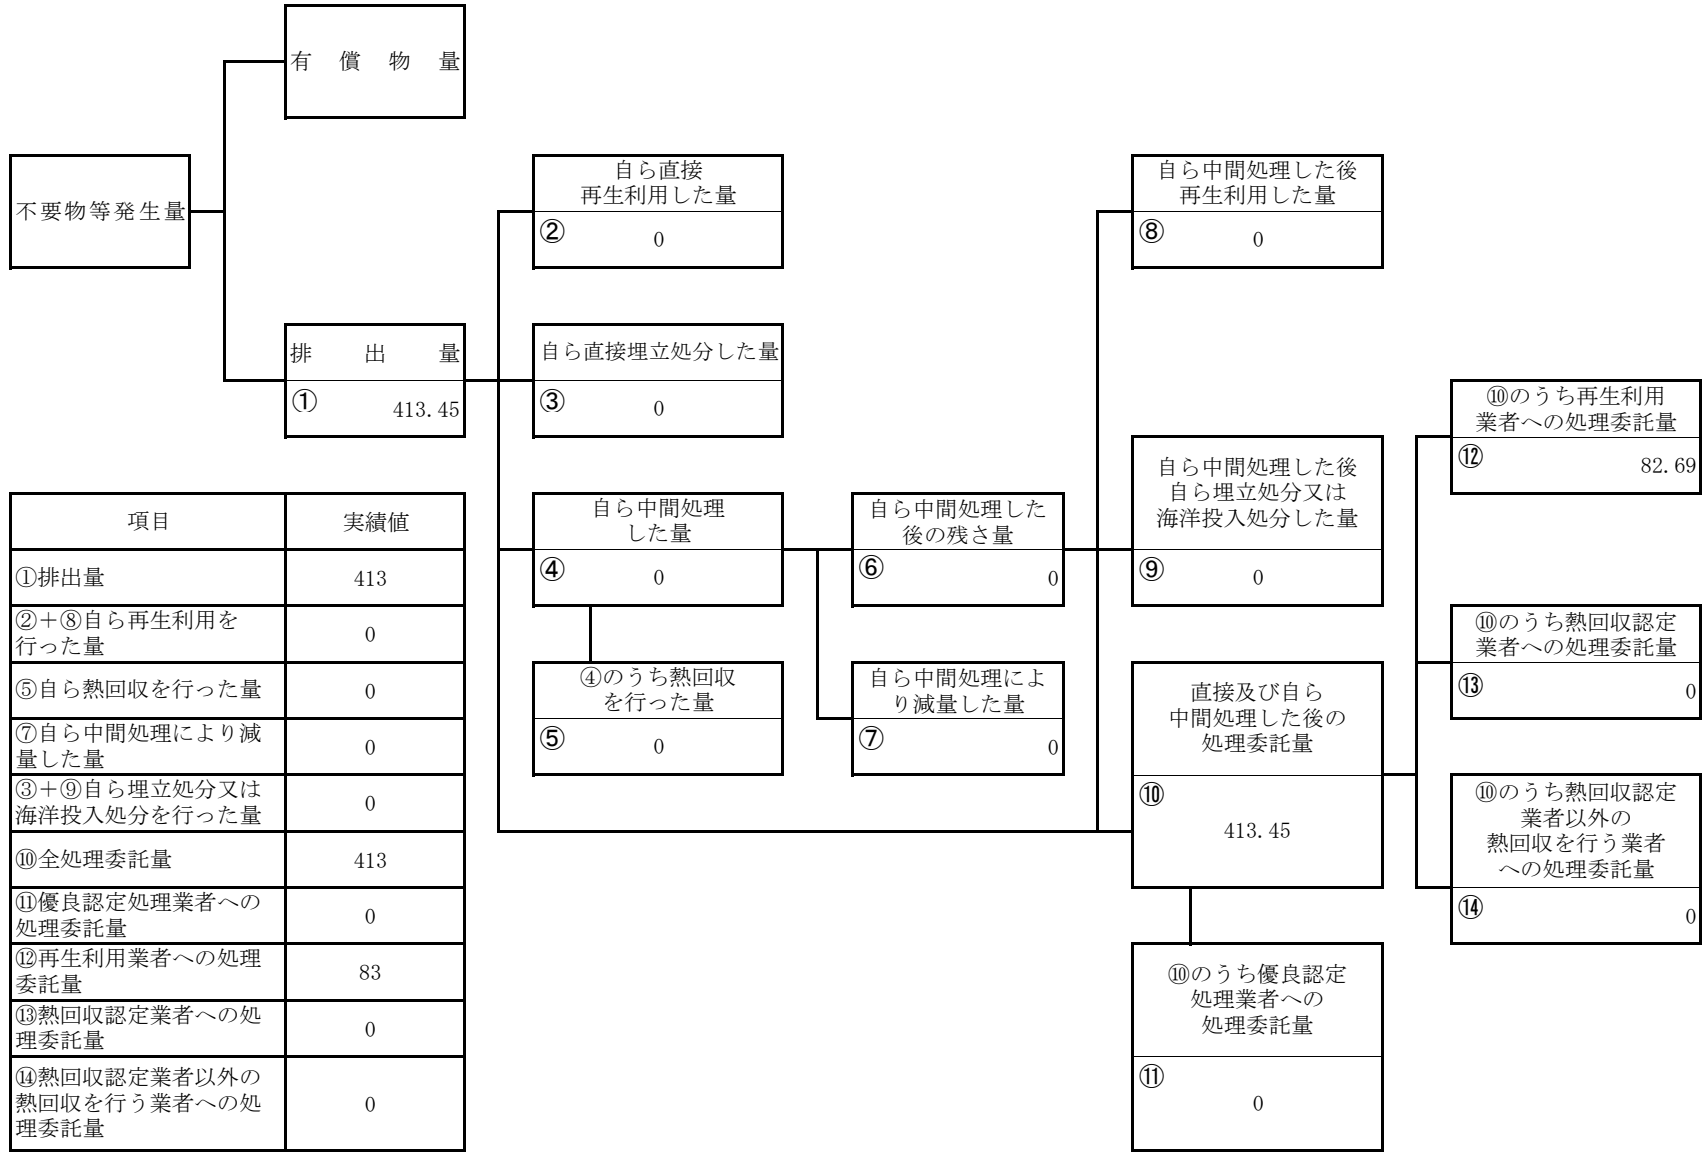 有償物量
不要物等発生量
排出量
① 413.45
自ら直接
再生利用した量
② 0
自ら直接埋立処分した量
③ 0
自ら中間処理
した量
④ 0
④のうち熱回収
を行った量
⑤ 0
自ら中間処理した
後の残さ量
⑥ 0
自ら中間処理によ
り減量した量
⑦ 0
自ら中間処理した後
再生利用した量
⑧ 0
自ら中間処理した後
自ら埋立処分又は
海洋投入処分した量
⑨ 0
直接及び自ら
中間処理した後の
処理委託量
⑩
413.45
⑩のうち優良認定
処理業者への
処理委託量
⑪
0
⑩のうち再生利用
業者への処理委託量
⑫ 82.69
⑩のうち熱回収認定
業者への処理委託量
⑬ 0
⑩のうち熱回収認定
業者以外の
熱回収を行う業者
への処理委託量
⑭ 0
項目 実績値
①排出量 413
②+⑧自ら再生利用を
行った量 0
⑤自ら熱回収を行った量 0
⑦自ら中間処理により減
量した量 0
③+⑨自ら埋立処分又は
海洋投入処分を行った量 0
⑩全処理委託量 413
⑪優良認定処理業者への
処理委託量 0
⑫再生利用業者への処理
委託量 83
⑬熱回収認定業者への処
理委託量 0
⑭熱回収認定業者以外の
熱回収を行う業者への処
理委託量 0